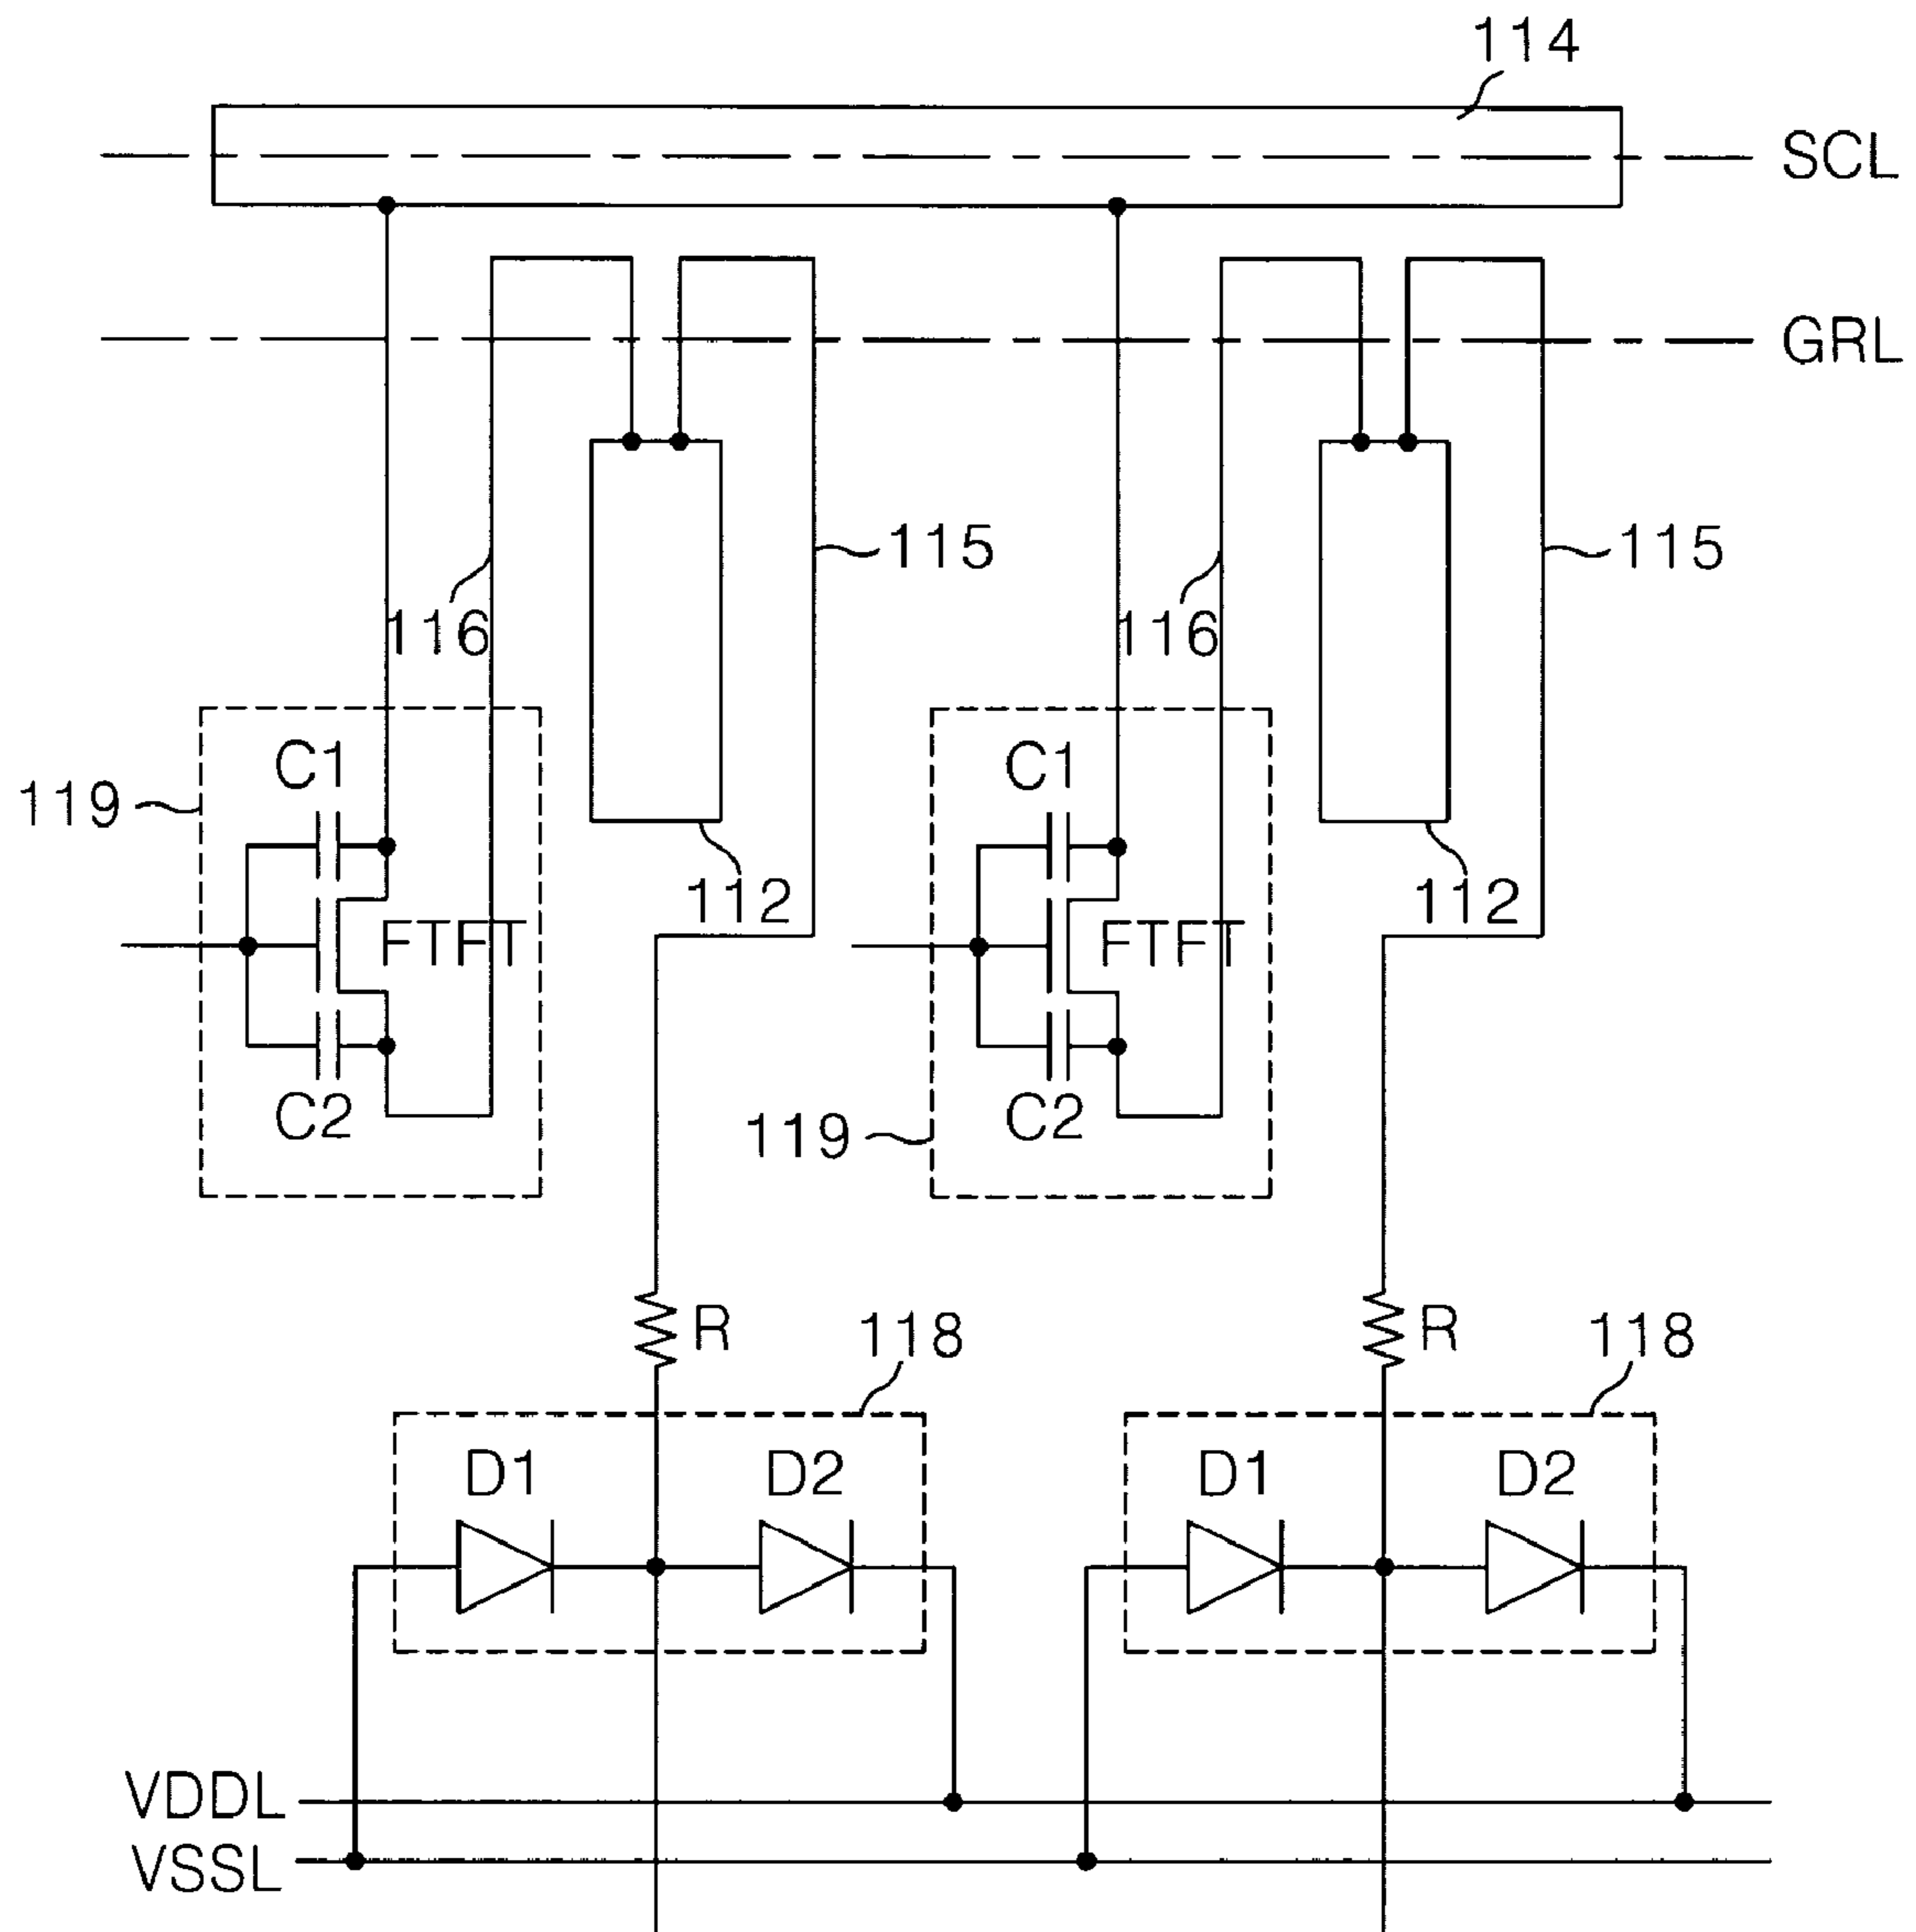 114
SCL
GRL
115
115
116
116
C1
C1
119
112
112
FTFT
FTFT
C2
C2
119
R
R
118
118
D1
D2
D1
D2
VDDL
VSSL